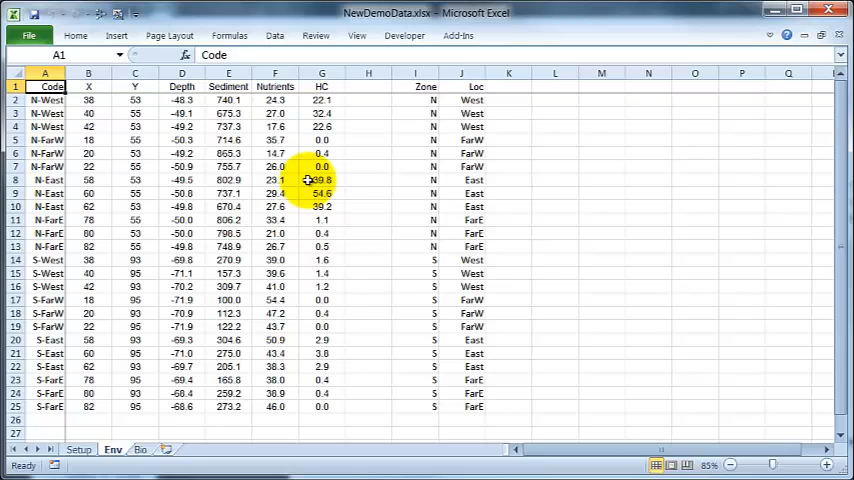 NewDemoData.xlsx - Microsoft Excel
File Home Insert Page Layout Formulas Data Review View Developer Add-Ins
A1 fx Code
A B C D E F G H I J K L M N O P Q
1 Code X Y Depth Sediment Nutrients HC Zone Loc
2 N-West 38 53 -48.3 740.1 24.3 22.1 N West
3 N-West 40 55 -49.1 675.3 27.0 32.4 N West
4 N-West 42 53 -49.2 737.3 17.6 22.6 N West
5 N-FarW 18 55 -50.3 714.6 35.7 0.0 N FarW
6 N-FarW 20 53 -49.2 865.3 14.7 0.4 N FarW
7 N-FarW 22 55 -50.9 755.7 26.0 0.0 N FarW
8 N-East 58 53 -49.5 802.9 23.1 39.8 N East
9 N-East 60 55 -50.8 737.1 29.4 54.6 N East
10 N-East 62 53 -49.8 670.4 27.6 39.2 N East
11 N-FarE 78 55 -50.0 806.2 33.4 1.1 N FarE
12 N-FarE 80 53 -50.0 798.5 21.0 0.4 N FarE
13 N-FarE 82 55 -49.8 748.9 26.7 0.5 N FarE
14 S-West 38 93 -69.8 270.9 39.0 1.6 S West
15 S-West 40 95 -71.1 157.3 39.6 1.4 S West
16 S-West 42 93 -70.2 309.7 41.0 1.2 S West
17 S-FarW 18 95 -71.9 100.0 54.4 0.0 S FarW
18 S-FarW 20 93 -70.9 112.3 47.2 0.4 S FarW
19 S-FarW 22 95 -71.9 122.2 43.7 0.0 S FarW
20 S-East 58 93 -69.3 304.6 50.9 2.9 S East
21 S-East 60 95 -71.0 275.0 43.4 3.8 S East
22 S-East 62 93 -69.7 205.1 38.3 2.9 S East
23 S-FarE 78 95 -69.4 165.8 38.0 0.4 S FarE
24 S-FarE 80 93 -68.4 259.2 38.9 0.4 S FarE
25 S-FarE 82 95 -68.6 273.2 46.0 0.0 S FarE
26
27
Setup Env Bio
Ready 85%